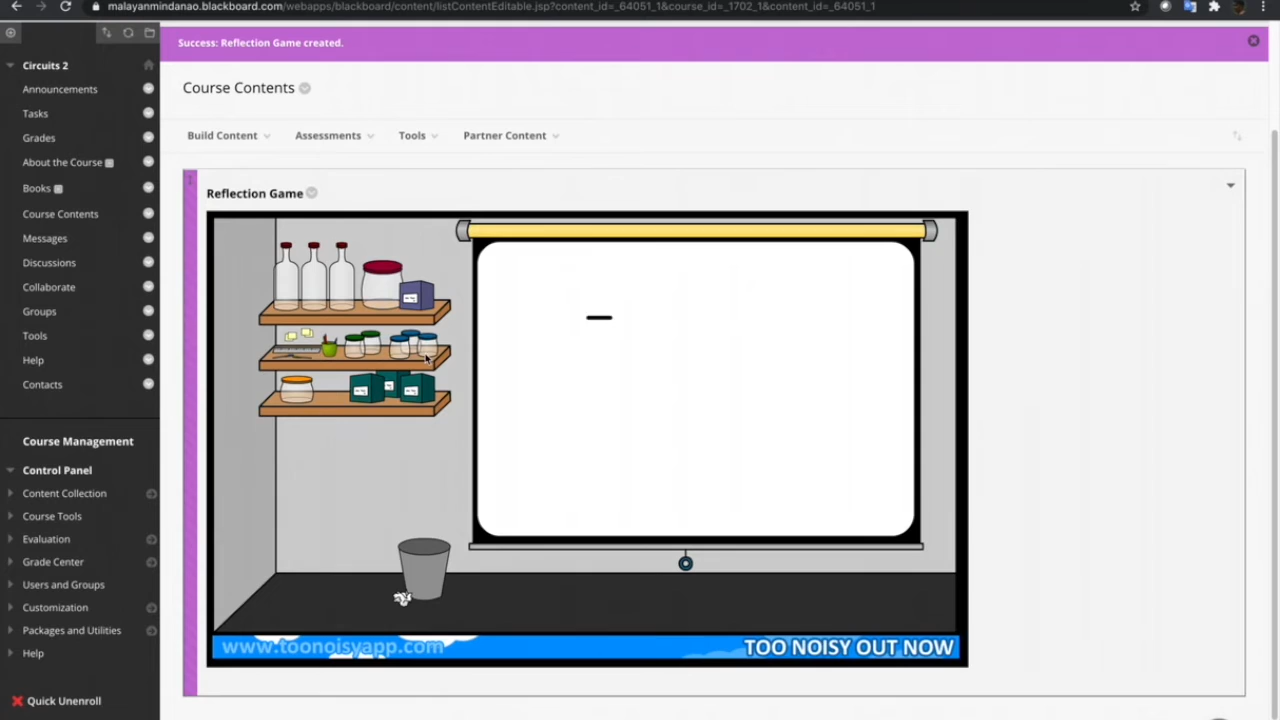 malayanmindanao.blackboard.com/webapps/blackboard/content/listContentEditable.jsp?content_id=_64051_1&course_id=_1702_1&content_id=_64051_1
Success: Reflection Game created.
Circuits 2
Announcements
Tasks
Grades
About the Course
Books
Course Contents
Messages
Discussions
Collaborate
Groups
Tools
Help
Contacts
Course Management
Control Panel
Content Collection
Course Tools
Evaluation
Grade Center
Users and Groups
Customization
Packages and Utilities
Help
Quick Unenroll
Course Contents
Build Content
Assessments
Tools
Partner Content
Reflection Game
www.toonoisyapp.com
TOO NOISY OUT NOW